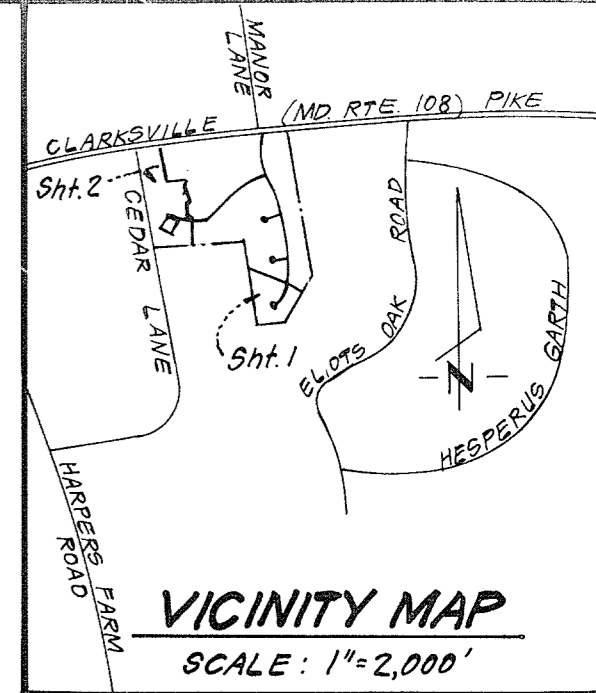 MANOR
LANE
CLARKSVILLE (MD. RTE. 108) PIKE
Sht. 2
CEDAR LANE
ROAD
Sht. 1
ELIOTS OAK
N
HESPERUS GARTH
HARPERS FARM
ROAD
VICINITY MAP
SCALE: 1"=2,000'